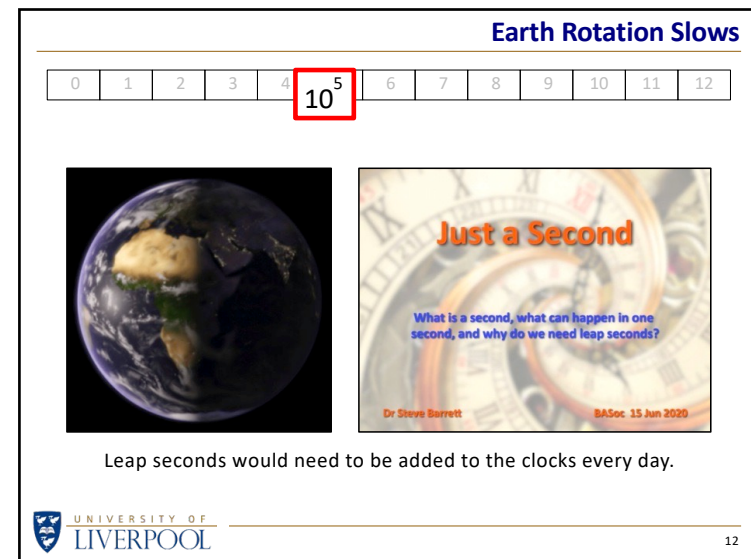 Earth Rotation Slows
0 1 2 3 4 10^5 6 7 8 9 10 11 12
Just a Second
What is a second, what can happen in one
second, and why do we need leap seconds?
Dr Steve Barrett BASoc 15 Jun 2020
Leap seconds would need to be added to the clocks every day.
UNIVERSITY OF
LIVERPOOL
12